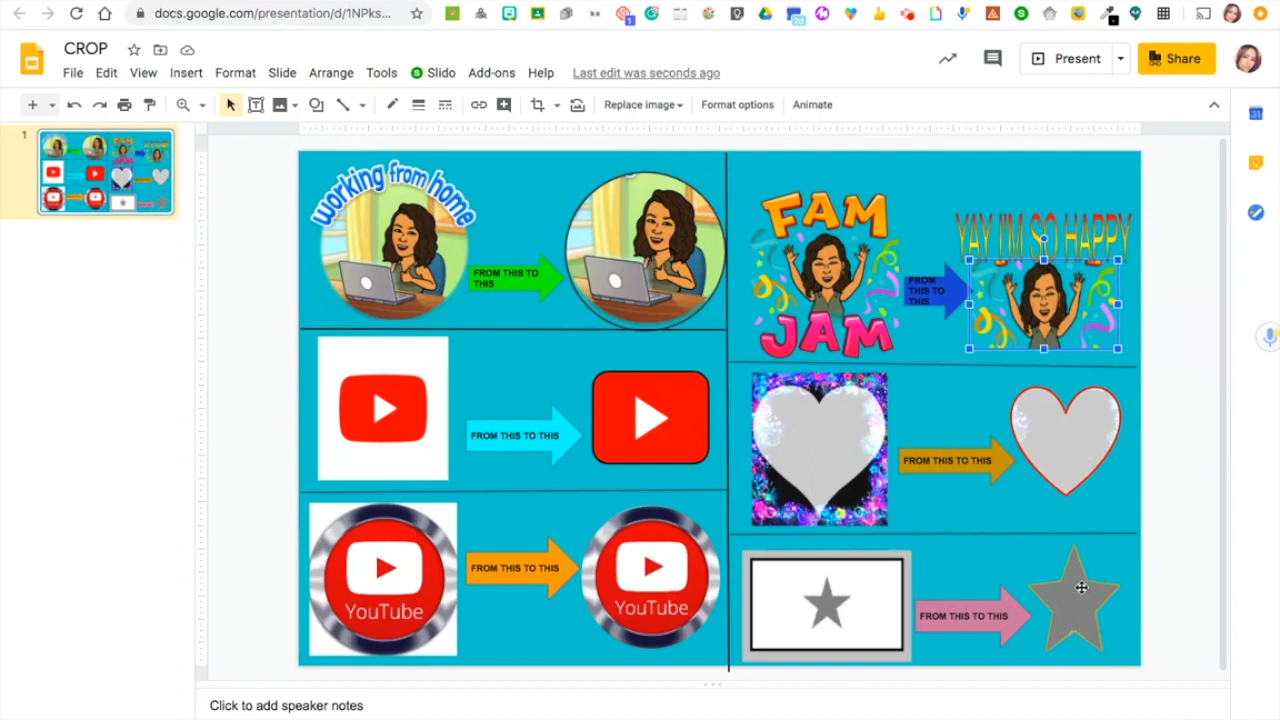 docs.google.com/presentation/d/1NPks...
1
2d
CROP
File Edit View Insert Format Slide Arrange Tools Slido Add-ons Help Last edit was seconds ago
Present
Share
Replace image Format options Animate
1
working from home
FROM THIS TO
THIS
FAM
JAM
FROM
THIS TO
THIS
YAY I'M SO HAPPY
FROM THIS TO THIS
FROM THIS TO THIS
YouTube
FROM THIS TO THIS
YouTube
FROM THIS TO THIS
Click to add speaker notes